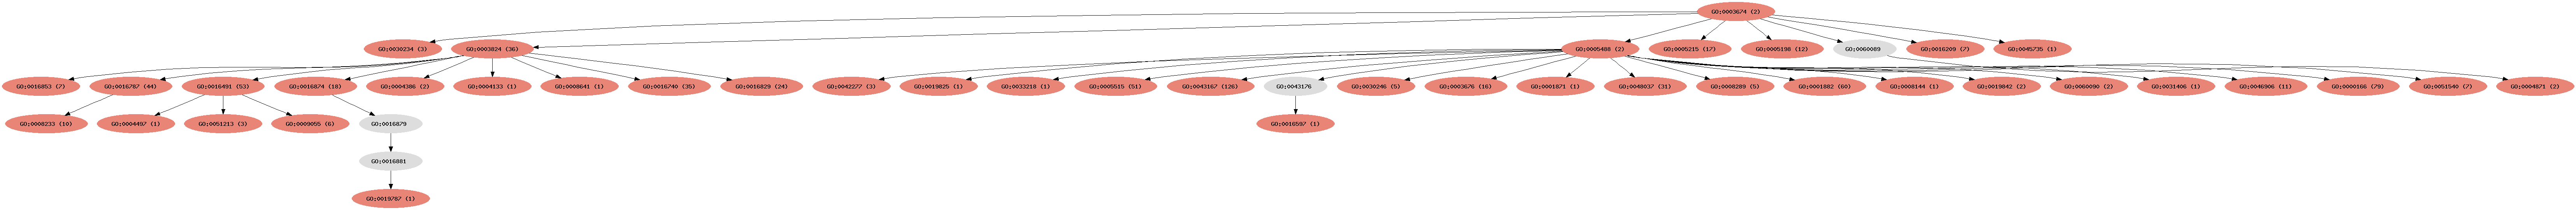 GO:0003674 (2)
GO:0030234 (3)
GO:0003824 (36)
GO:0005488 (2)
GO:0005215 (17)
GO:0005198 (12)
GO:0060089
GO:0016209 (7)
GO:0045735 (1)
GO:0016853 (7)
GO:0016787 (44)
GO:0016491 (53)
GO:0016874 (18)
GO:0004386 (2)
GO:0004133 (1)
GO:0008641 (1)
GO:0016740 (35)
GO:0016829 (24)
GO:0042277 (3)
GO:0019825 (1)
GO:0033218 (1)
GO:0005515 (51)
GO:0043167 (126)
GO:0043176
GO:0030246 (5)
GO:0003676 (16)
GO:0001871 (1)
GO:0048037 (31)
GO:0008289 (5)
GO:0001882 (60)
GO:0008144 (1)
GO:0019842 (2)
GO:0060090 (2)
GO:0031406 (1)
GO:0046906 (11)
GO:0000166 (79)
GO:0051540 (7)
GO:0004871 (2)
GO:0008233 (10)
GO:0004497 (1)
GO:0051213 (3)
GO:0009055 (6)
GO:0016879
GO:0016597 (1)
GO:0016881
GO:0019787 (1)